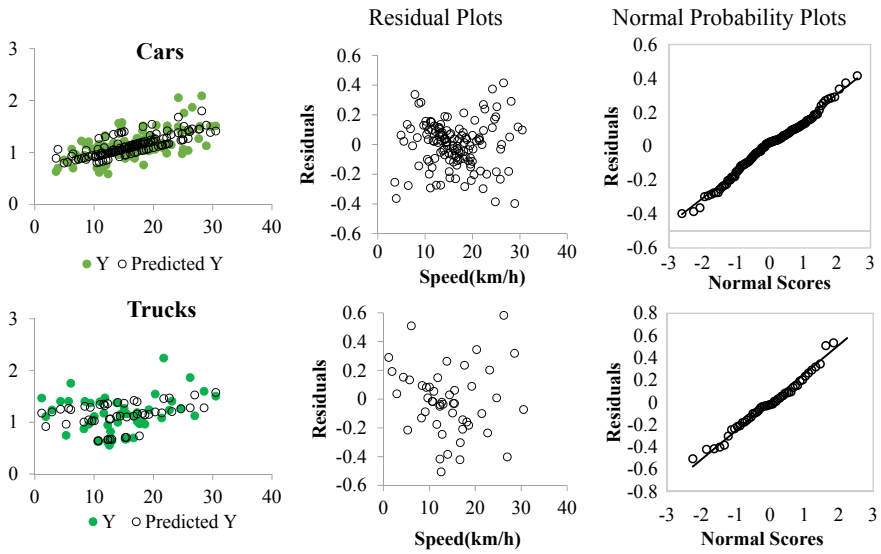 Residual Plots
Normal Probability Plots
Cars
3
2
1
0
0 10 20 30 40
Y Predicted Y
Residuals
0.6
0.4
0.2
0
-0.2
-0.4
-0.6
0 10 20 30 40
Speed(km/h)
Residuals
0.6
0.4
0.2
0
-0.2
-0.4
-0.6
-3 -2 -1 0 1 2 3
Normal Scores
Trucks
3
2
1
0
0 10 20 30 40
Y Predicted Y
Residuals
0.6
0.4
0.2
0
-0.2
-0.4
-0.6
0 10 20 30 40
Speed(km/h)
Residuals
0.8
0.6
0.4
0.2
0
-0.2
-0.4
-0.6
-0.8
-3 -2 -1 0 1 2 3
Normal Scores